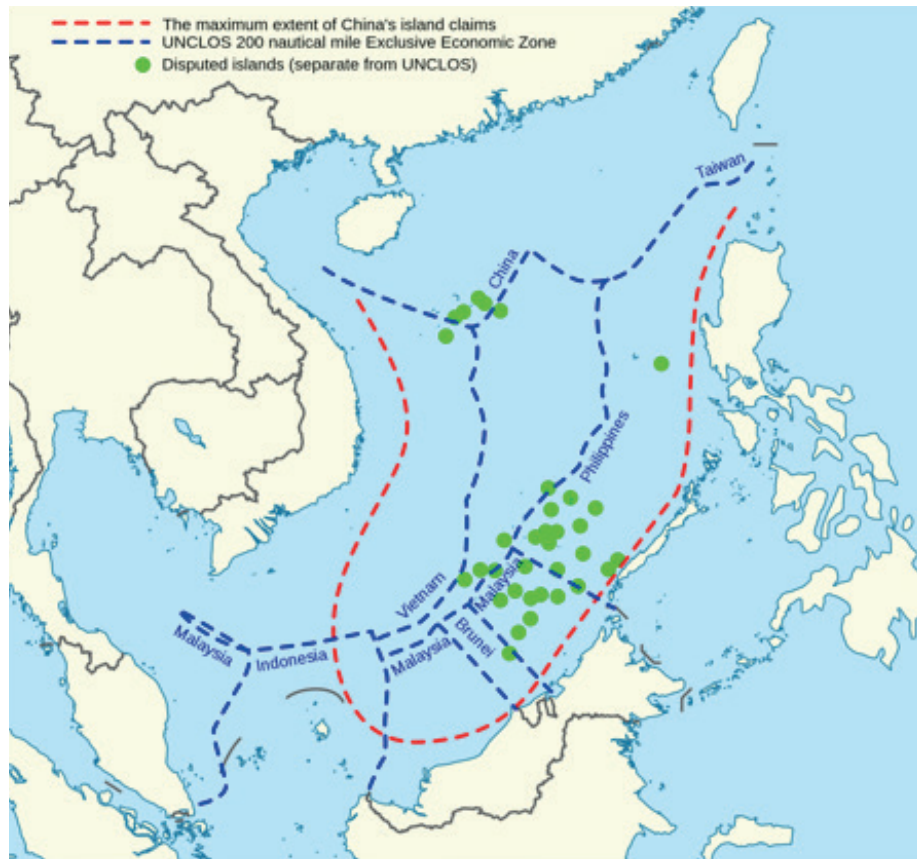 The maximum extent of China's island claims
UNCLOS 200 nautical mile Exclusive Economic Zone
Disputed islands (separate from UNCLOS)
Taiwan
China
Philippines
Malaysia
Vietnam
Brunei
Malaysia
Indonesia
Malaysia